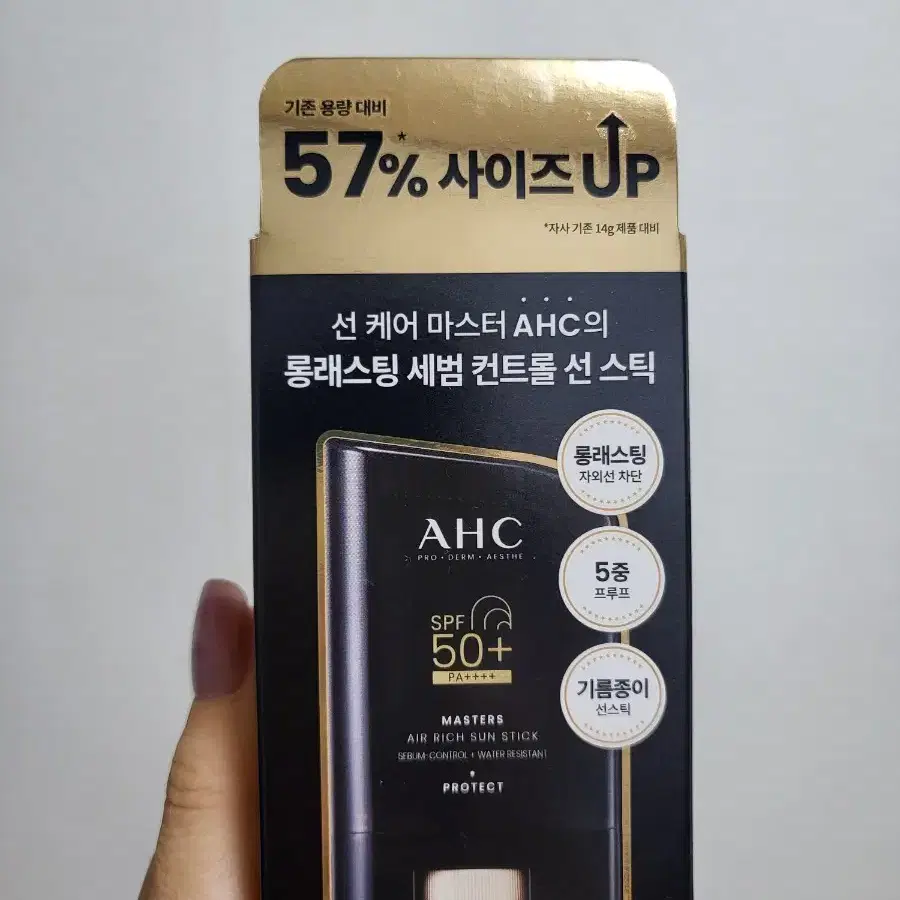 기존 용량 대비
57%* 사이즈 UP
*자사 기존 14g 제품 대비
선 케어 마스터 AHC의
롱래스팅 세범 컨트롤 선 스틱
롱래스팅
자외선 차단
AHC
PRO • DERM • AESTHE
5중
프루프
SPF
50+
PA++++
기름종이
선스틱
MASTERS
AIR RICH SUN STICK
SEBUM-CONTROL + WATER RESISTANT
PROTECT